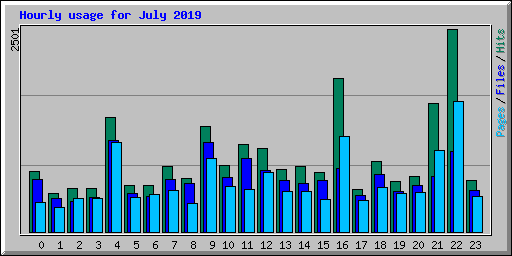 Hourly usage for July 2019
2501
Pages / Files / Hits
0 1 2 3 4 5 6 7 8 9 10 11 12 13 14 15 16 17 18 19 20 21 22 23